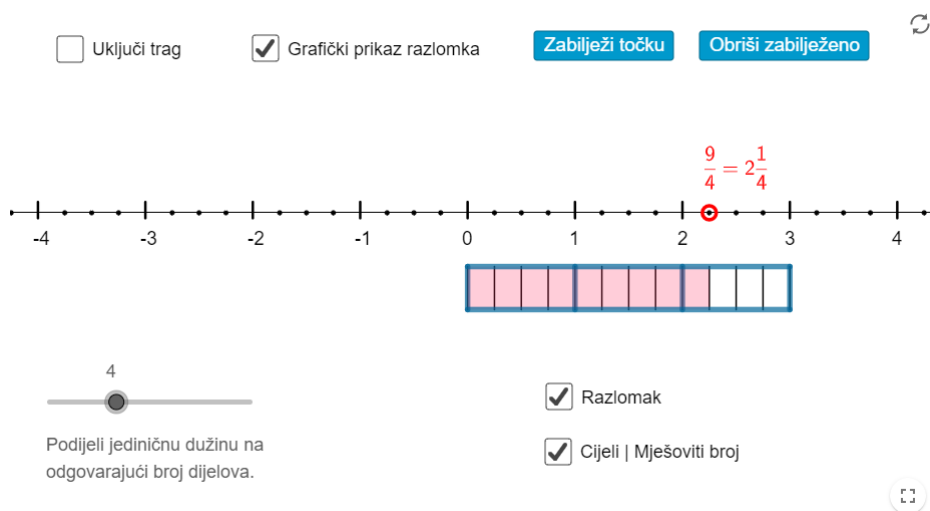 Uključi trag
Grafički prikaz razlomka
Zabilježi točku
Obriši zabilježeno
9/4 = 2 1/4
-4 -3 -2 -1 0 1 2 3 4
4
Podijeli jediničnu dužinu na
odgovarajući broj dijelova.
Razlomak
Cijeli | Mješoviti broj